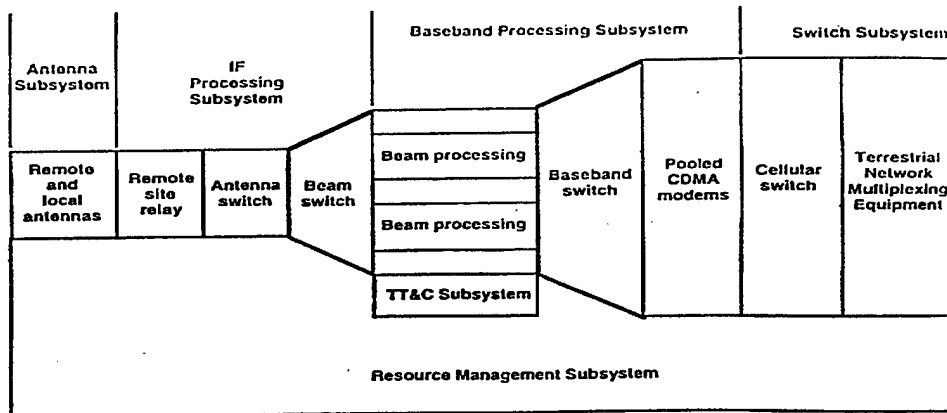 Baseband Processing Subsystem
Switch Subsystem
Antenna
Subsystem
IF
Processing
Subsystem
Remote
and
local
antennas
Remote
site
relay
Antenna
switch
Beam
switch
Beam processing
Beam processing
TT&C Subsystem
Baseband
switch
Pooled
CDMA
modems
Cellular
switch
Terrestrial
Network
Multiplexing
Equipment
Resource Management Subsystem